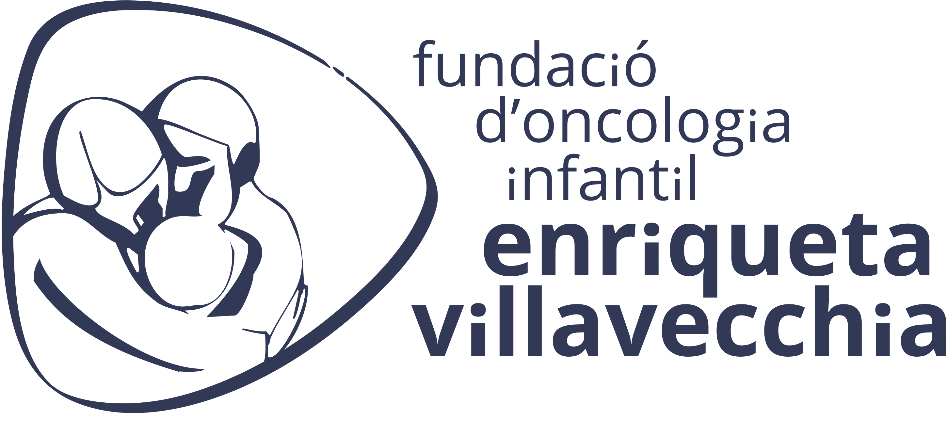 fundació
d'oncologia
infantil
enriqueta
villavecchia